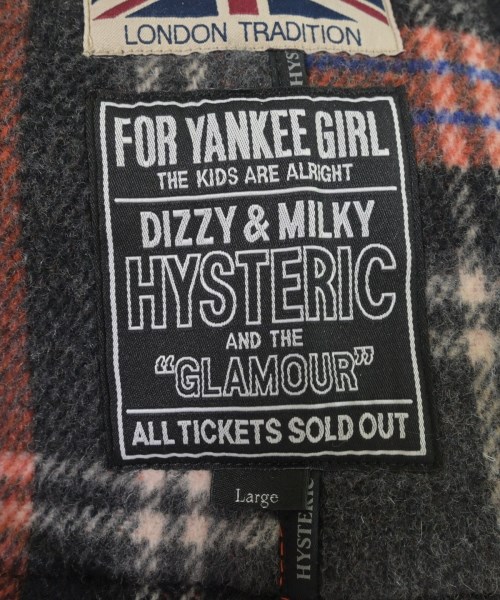 LONDON TRADITION
HYS
FOR YANKEE GIRL
THE KIDS ARE ALRIGHT
DIZZY & MILKY
HYSTERIC
AND THE
“GLAMOUR”
ALL TICKETS SOLD OUT
Large
HYSTERIC